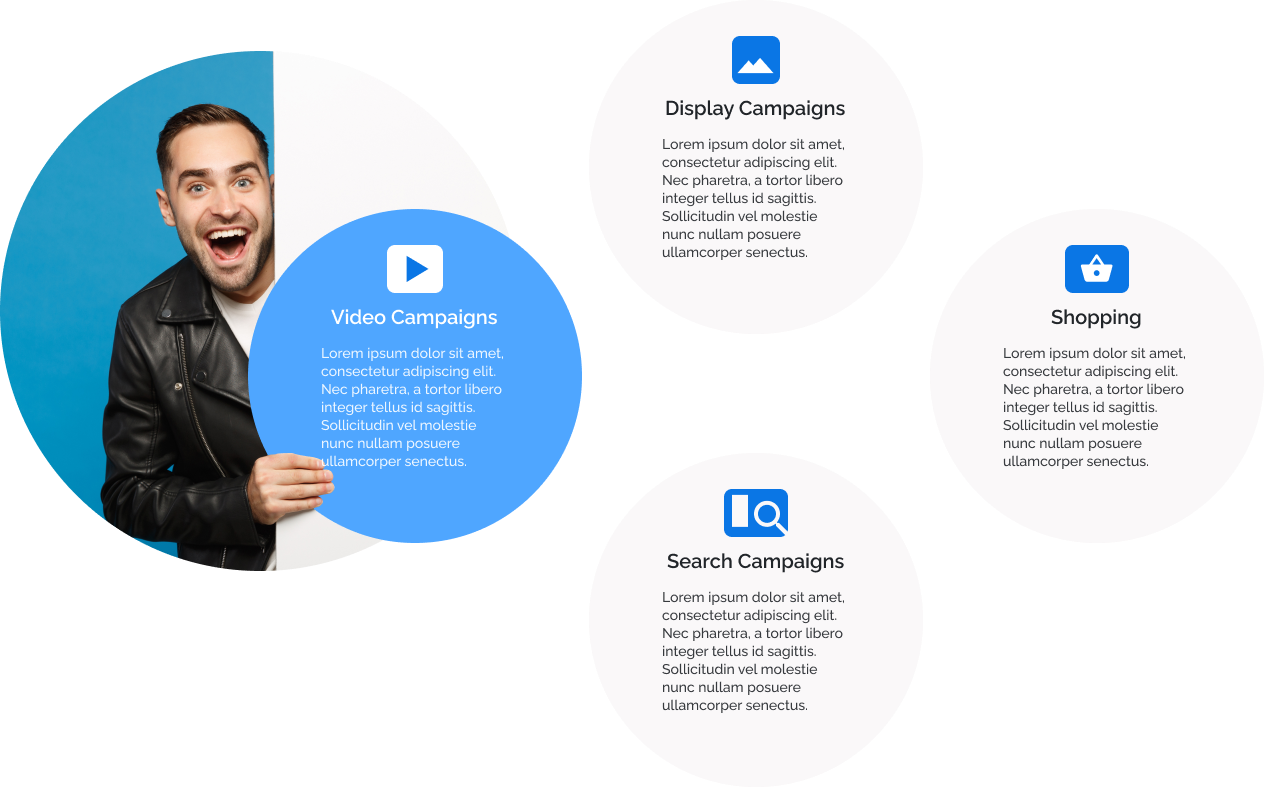 Display Campaigns
Lorem ipsum dolor sit amet,
consectetur adipiscing elit.
Nec pharetra, a tortor libero
integer tellus id sagittis.
Sollicitudin vel molestie
nunc nullam posuere
ullamcorper senectus.
Video Campaigns
Lorem ipsum dolor sit amet,
consectetur adipiscing elit.
Nec pharetra, a tortor libero
integer tellus id sagittis.
Sollicitudin vel molestie
nunc nullam posuere
ullamcorper senectus.
Shopping
Lorem ipsum dolor sit amet,
consectetur adipiscing elit.
Nec pharetra, a tortor libero
integer tellus id sagittis.
Sollicitudin vel molestie
nunc nullam posuere
ullamcorper senectus.
Search Campaigns
Lorem ipsum dolor sit amet,
consectetur adipiscing elit.
Nec pharetra, a tortor libero
integer tellus id sagittis.
Sollicitudin vel molestie
nunc nullam posuere
ullamcorper senectus.